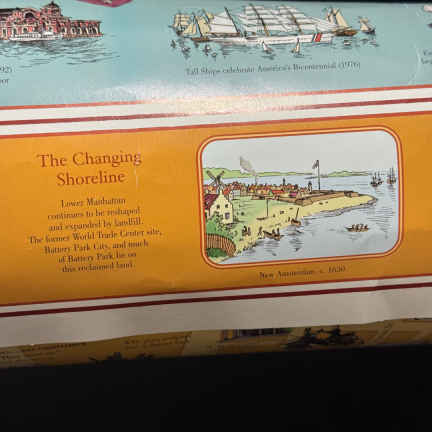 92)
or
Tall Ships celebrate America's Bicentennial (1976)
The Changing
Shoreline
Lower Manhattan
continues to be reshaped
and expanded by landfill.
The former World Trade Center site,
Battery Park City, and much
of Battery Park lie on
this reclaimed land.
New Amsterdam, c. 1650